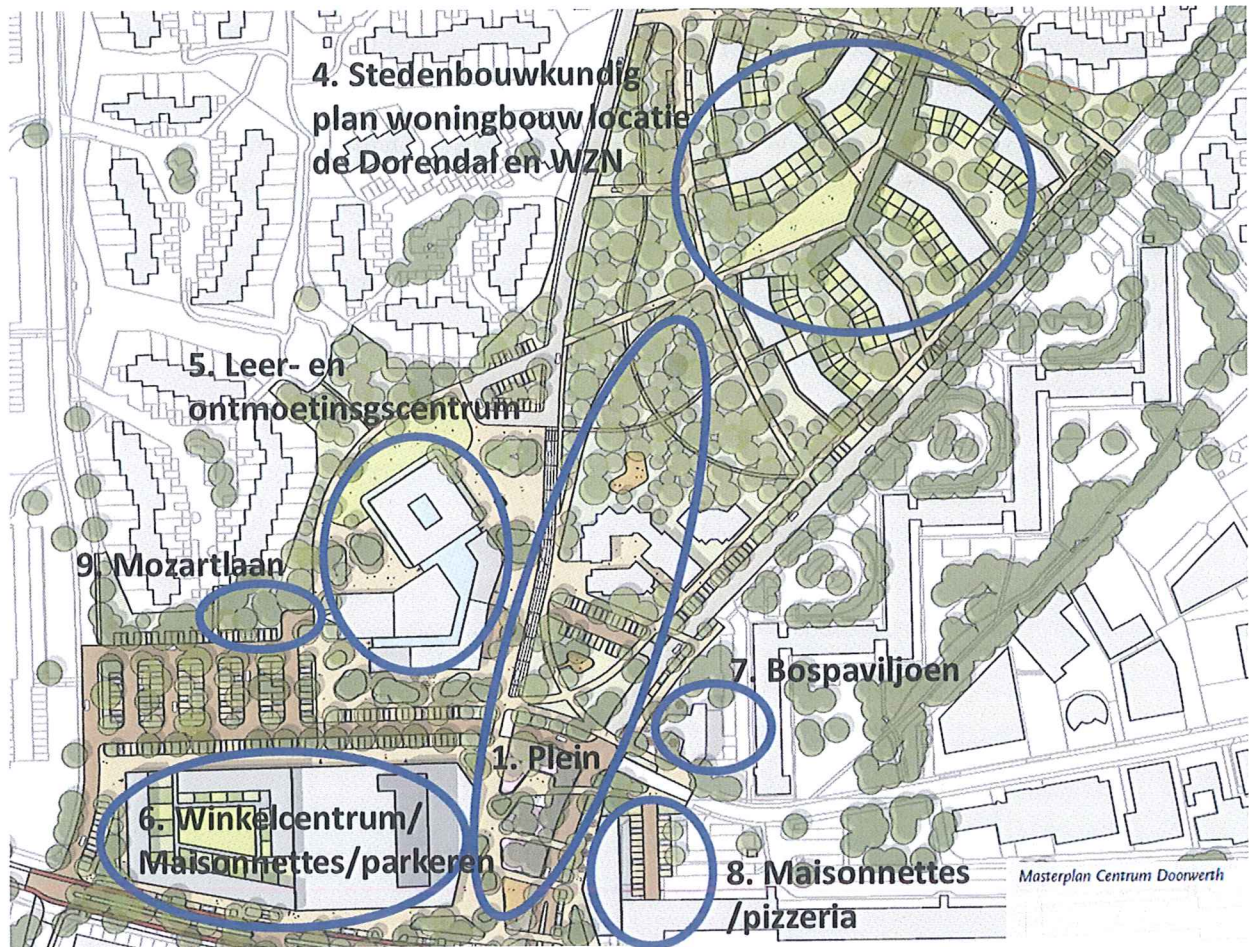 4. Stedenbouwkundig
plan woningbouw locatie
de Dorendal en WZN
5. Leer- en
ontmoetinsgscentrum
9. Mozartlaan
7. Bospaviljoen
1. Plein
6. Winkelcentrum/
Maisonnettes/parkeren
8. Maisonnettes
/pizzeria
Masterplan Centrum Doorwerth